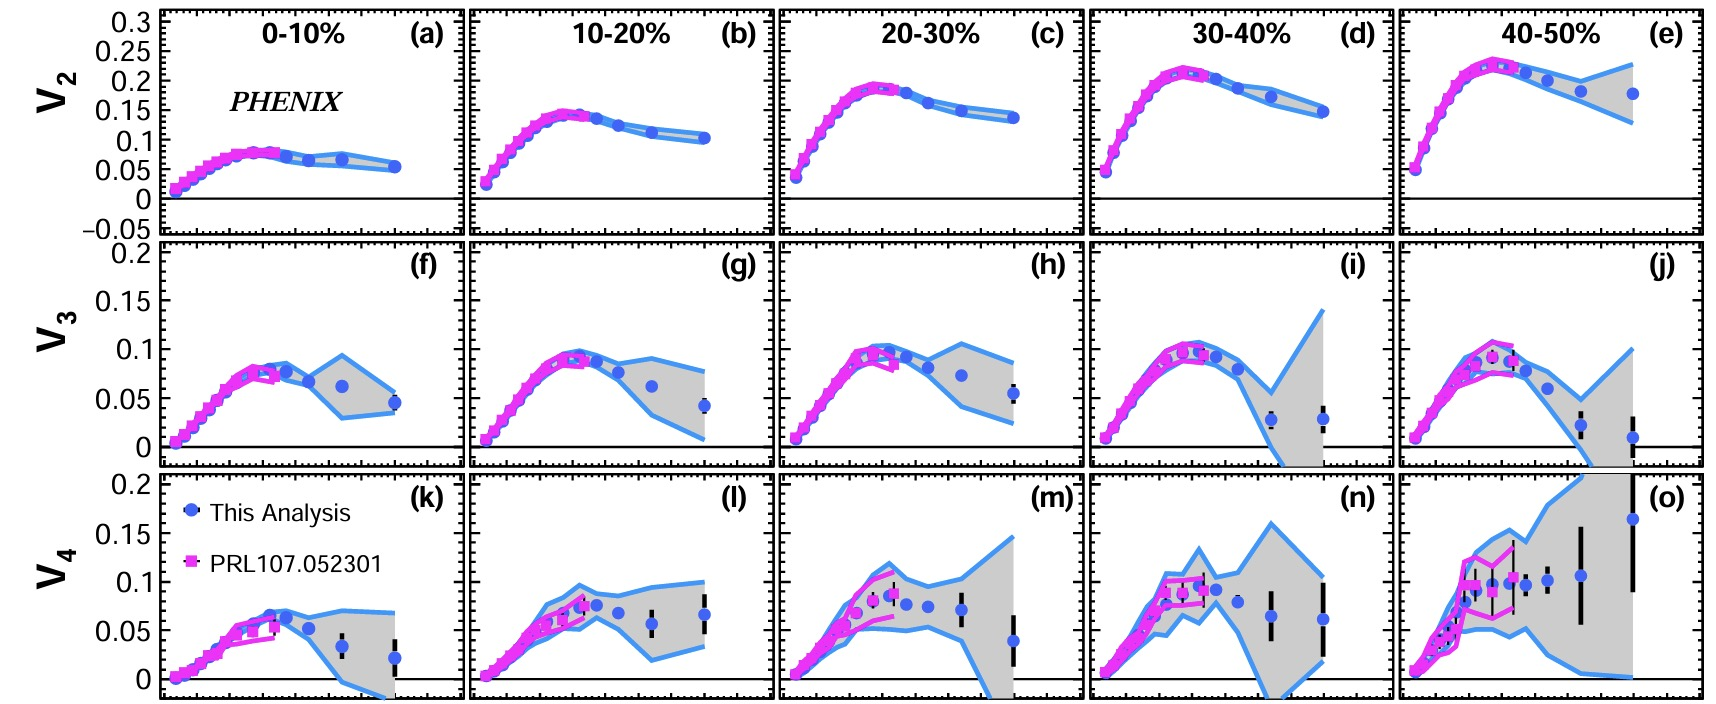 0-10% (a) 10-20% (b) 20-30% (c) 30-40% (d) 40-50% (e)
0.3
0.25
0.2
0.15
0.1
0.05
0
−0.05
V2
PHENIX
(f) (g) (h) (i) (j)
0.2
0.15
0.1
0.05
0
V3
(k) (l) (m) (n) (o)
0.2
0.15
0.1
0.05
0
V4
This Analysis
PRL107.052301